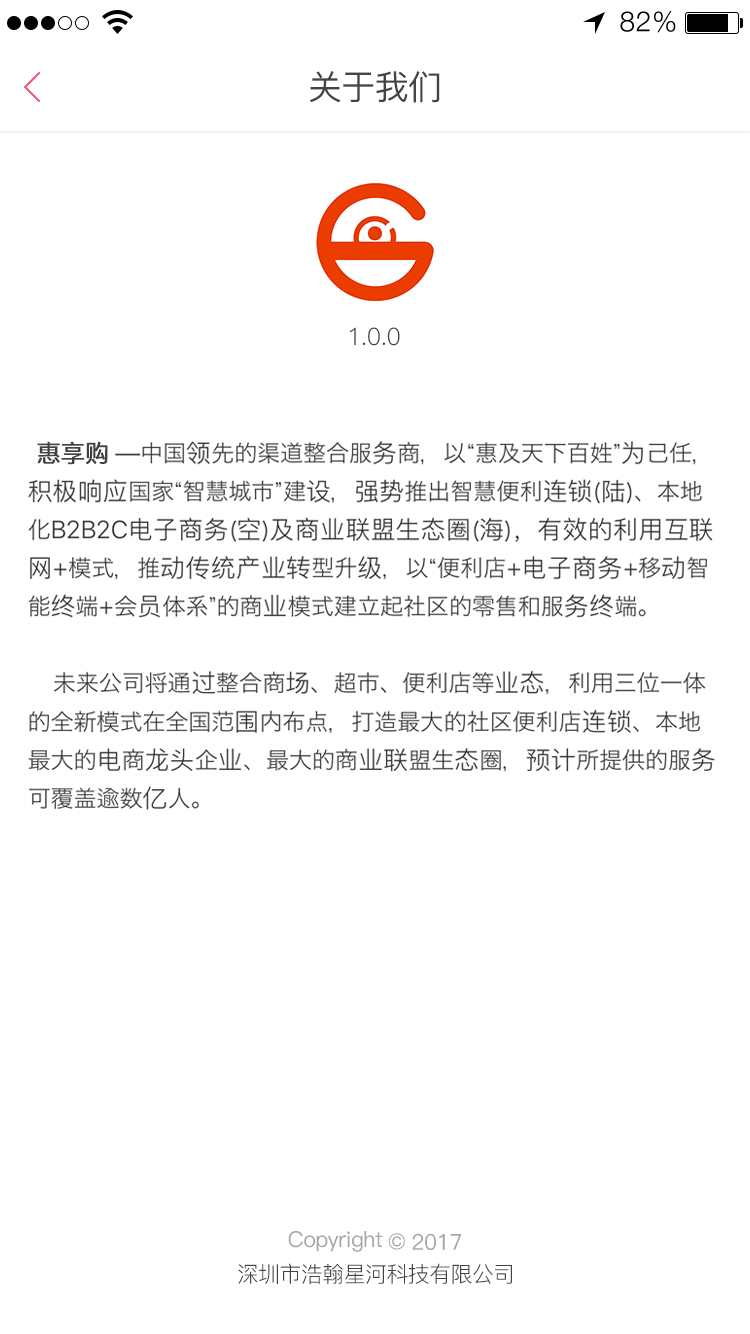 82%
关于我们
1.0.0
惠享购 —中国领先的渠道整合服务商，以“惠及天下百姓”为己任，
积极响应国家“智慧城市”建设，强势推出智慧便利连锁(陆)、本地
化B2B2C电子商务(空)及商业联盟生态圈(海)，有效的利用互联
网+模式，推动传统产业转型升级，以“便利店+电子商务+移动智
能终端+会员体系”的商业模式建立起社区的零售和服务终端。
未来公司将通过整合商场、超市、便利店等业态，利用三位一体
的全新模式在全国范围内布点，打造最大的社区便利店连锁、本地
最大的电商龙头企业、最大的商业联盟生态圈，预计所提供的服务
可覆盖逾数亿人。
Copyright © 2017
深圳市浩翰星河科技有限公司